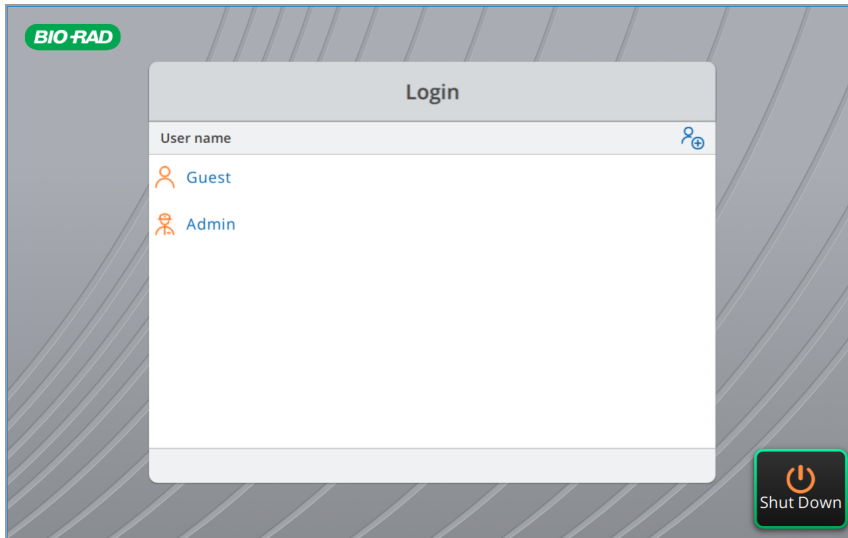 BIO-RAD
Login
User name
Guest
Admin
Shut Down